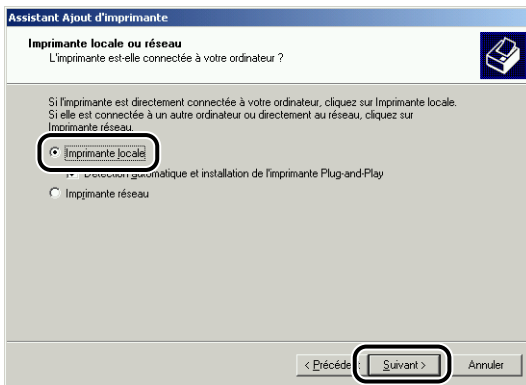 Assistant Ajout d'imprimante
Imprimante locale ou réseau
L'imprimante est-elle connectée à votre ordinateur ?
Si l'imprimante est directement connectée à votre ordinateur, cliquez sur Imprimante locale.
Si elle est connectée à un autre ordinateur ou directement au réseau, cliquez sur
Imprimante réseau.
Imprimante locale
Détection automatique et installation de l'imprimante Plug-and-Play
Imprimante réseau
< Précéde Suivant > Annuler